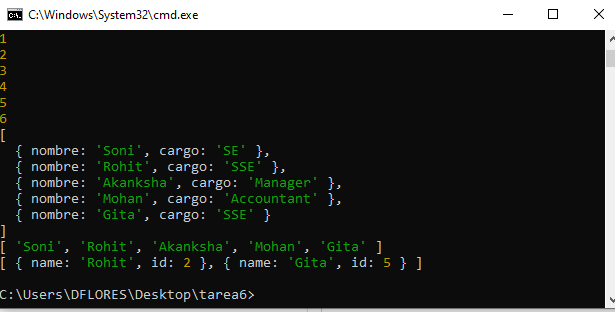 C:\Windows\System32\cmd.exe
1
2
3
4
5
6
[
  { nombre: 'Soni', cargo: 'SE' },
  { nombre: 'Rohit', cargo: 'SSE' },
  { nombre: 'Akanksha', cargo: 'Manager' },
  { nombre: 'Mohan', cargo: 'Accountant' },
  { nombre: 'Gita', cargo: 'SSE' }
]
[ 'Soni', 'Rohit', 'Akanksha', 'Mohan', 'Gita' ]
[ { name: 'Rohit', id: 2 }, { name: 'Gita', id: 5 } ]
C:\Users\DFLORES\Desktop\tarea6>